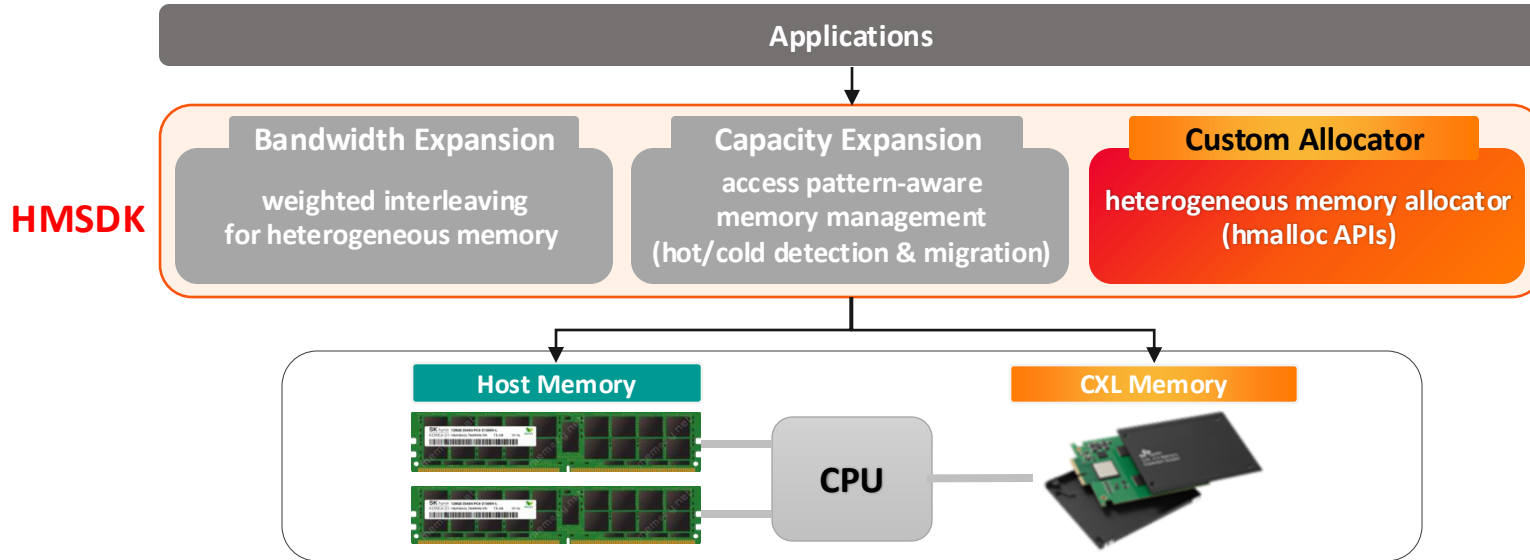 Applications
HMSDK
Bandwidth Expansion
weighted interleaving
for heterogeneous memory
Capacity Expansion
access pattern-aware
memory management
(hot/cold detection & migration)
Custom Allocator
heterogeneous memory allocator
(hmalloc APIs)
Host Memory
CXL Memory
CPU